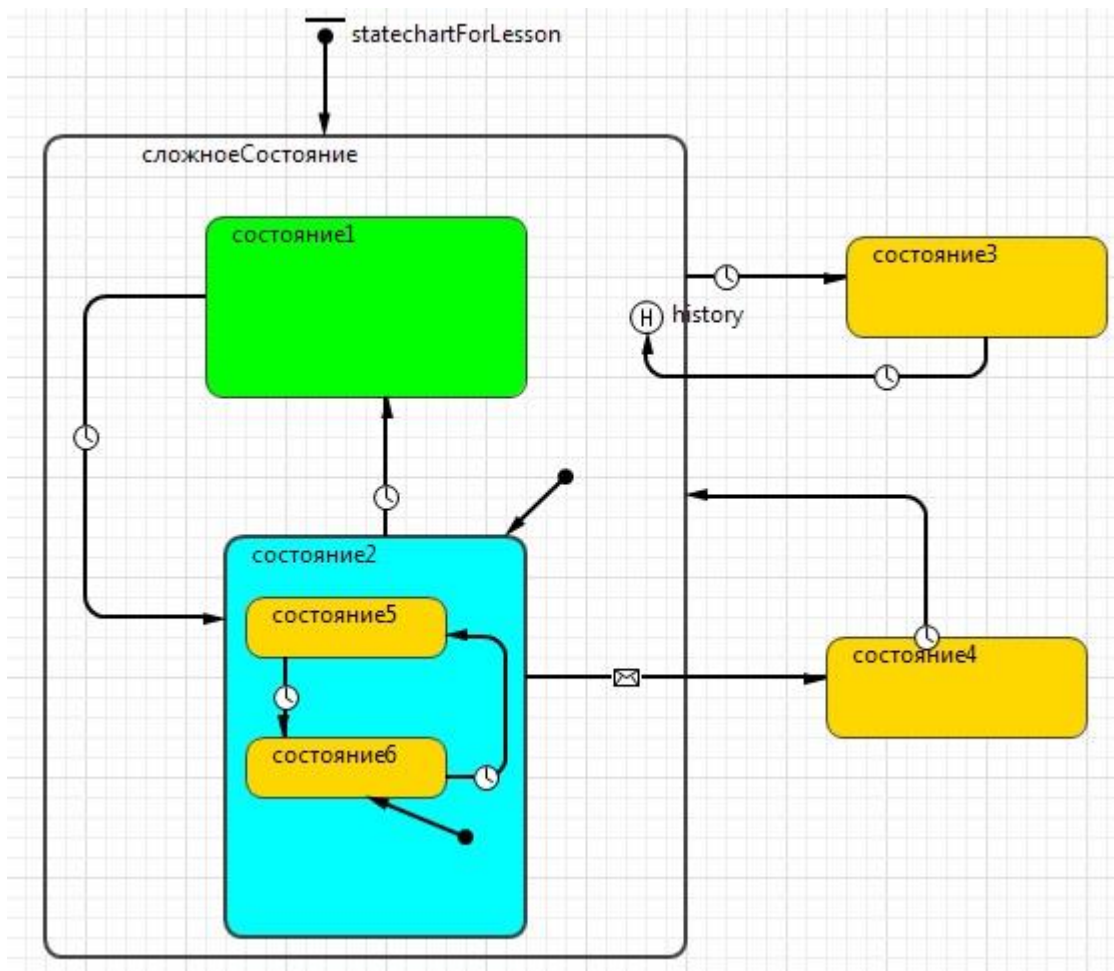 statechartForLesson
сложноеСостояние
состояние1
состояние3
H history
состояние2
состояние5
состояние4
состояние6